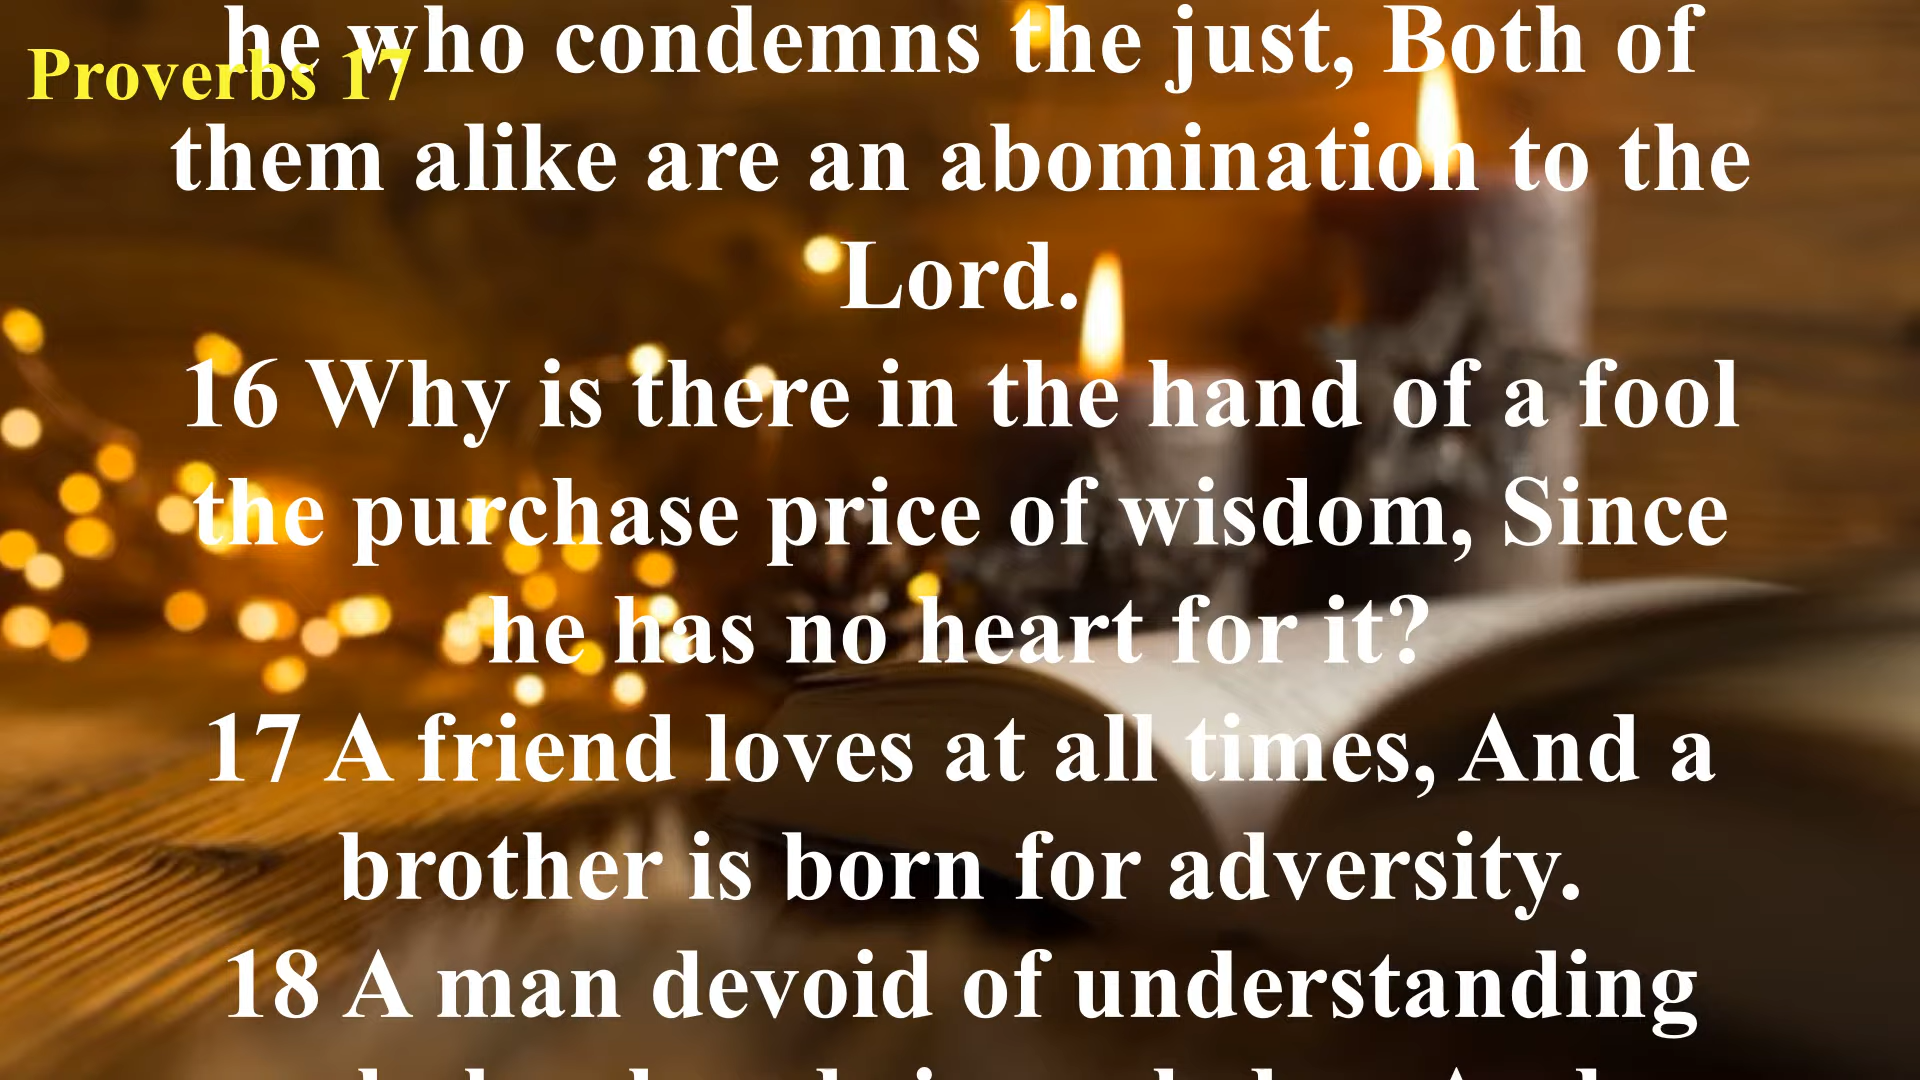 he who condemns the just, Both of
Proverbs 17
them alike are an abomination to the
Lord.
16 Why is there in the hand of a fool
the purchase price of wisdom, Since
he has no heart for it?
17 A friend loves at all times, And a
brother is born for adversity.
18 A man devoid of understanding